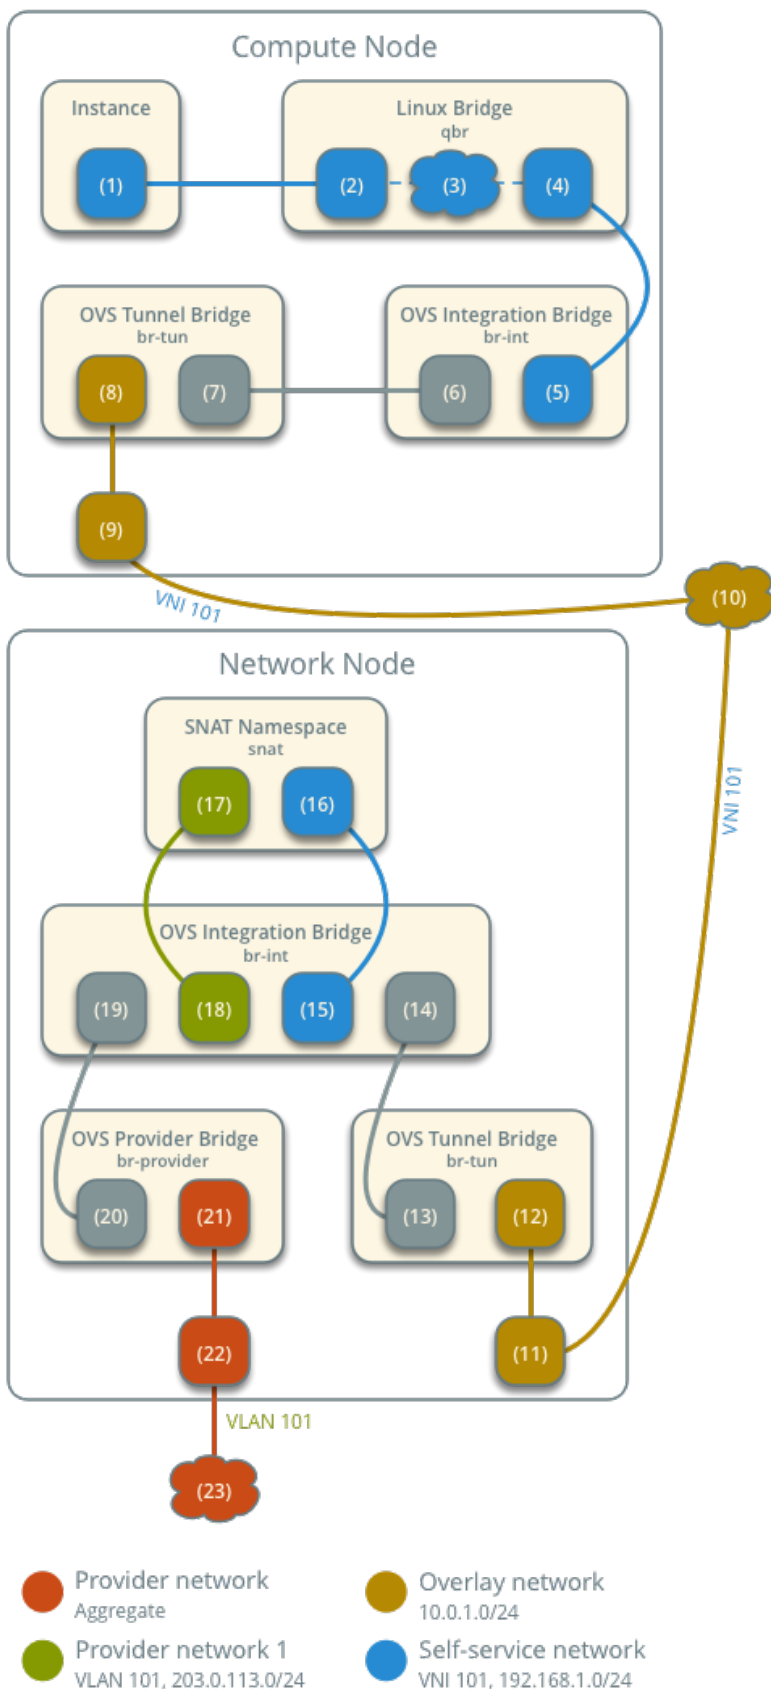 Compute Node
Instance
Linux Bridge
qbr
(1)
(2)
(3)
(4)
OVS Tunnel Bridge
br-tun
OVS Integration Bridge
br-int
(8)
(7)
(6)
(5)
(9)
VNI 101
(10)
Network Node
SNAT Namespace
snat
(17)
(16)
VNI 101
OVS Integration Bridge
br-int
(19)
(18)
(15)
(14)
OVS Provider Bridge
br-provider
OVS Tunnel Bridge
br-tun
(20)
(21)
(13)
(12)
(22)
(11)
VLAN 101
(23)
Provider network
Aggregate
Overlay network
10.0.1.0/24
Provider network 1
VLAN 101, 203.0.113.0/24
Self-service network
VNI 101, 192.168.1.0/24